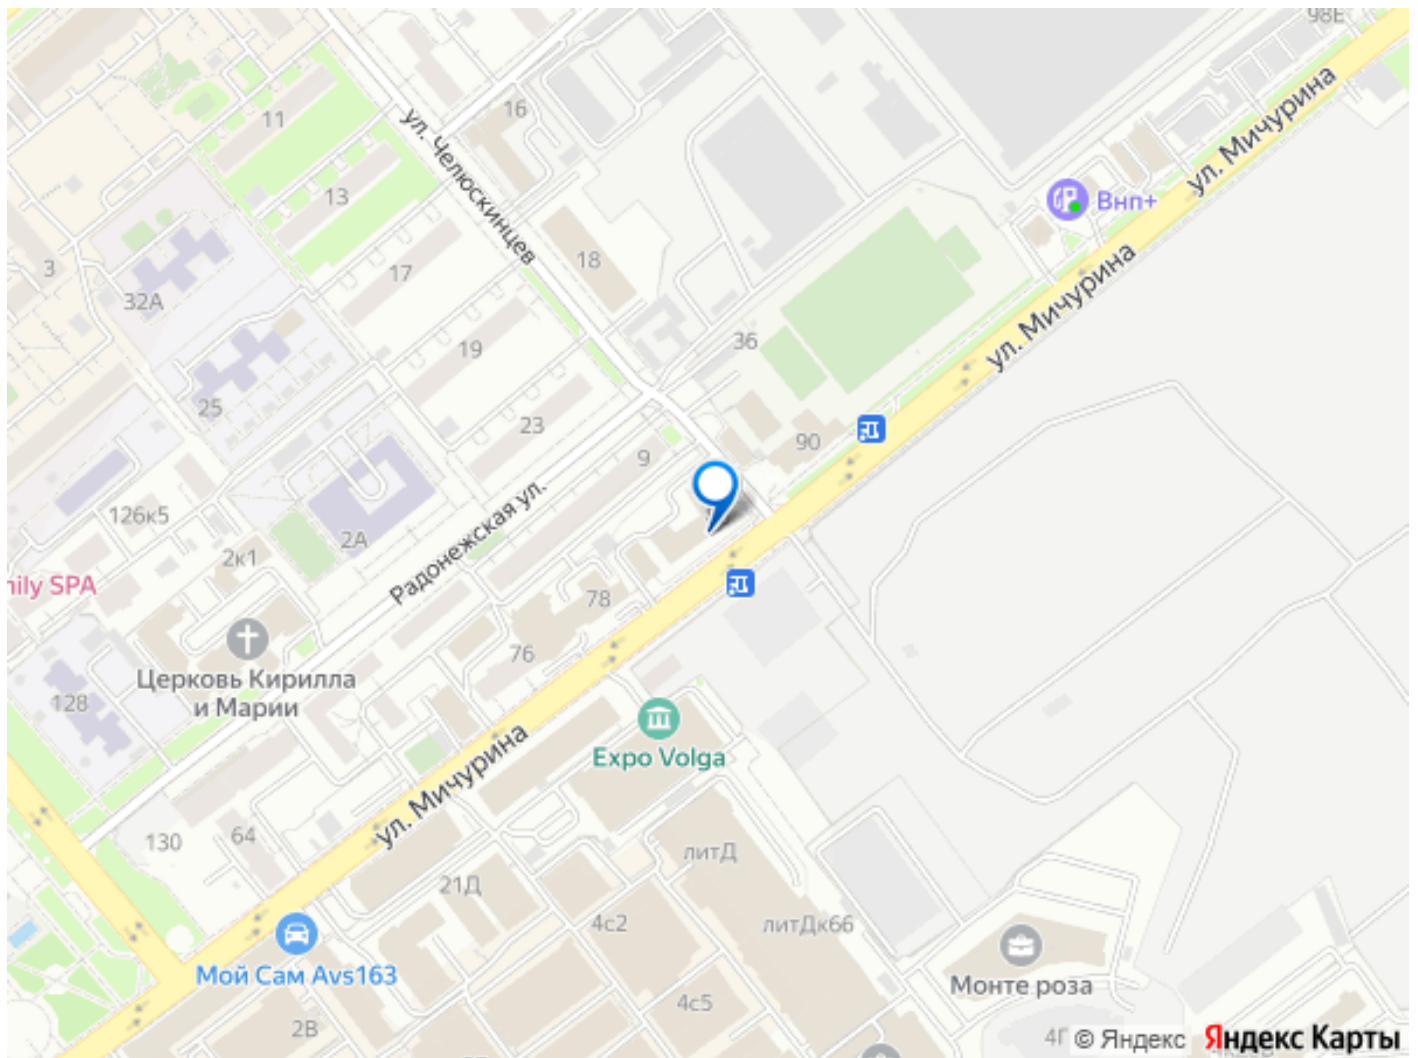 98Е
16
11
ул. Челюскинцев
ул. Мичурина
13
Внп+
18
3
17
32А
ул. Мичурина
36
19
25
23
90
9
126к5
Радонежская ул.
2А
2к1
nily SPA
78
Церковь Кирилла
и Марии
76
128
Expo Volga
ул. Мичурина
130
64
литД
21Д
4с2
литДк66
Мой Сам Avs163
Монте роза
4с5
2В
4Г
© Яндекс
Яндекс Карты